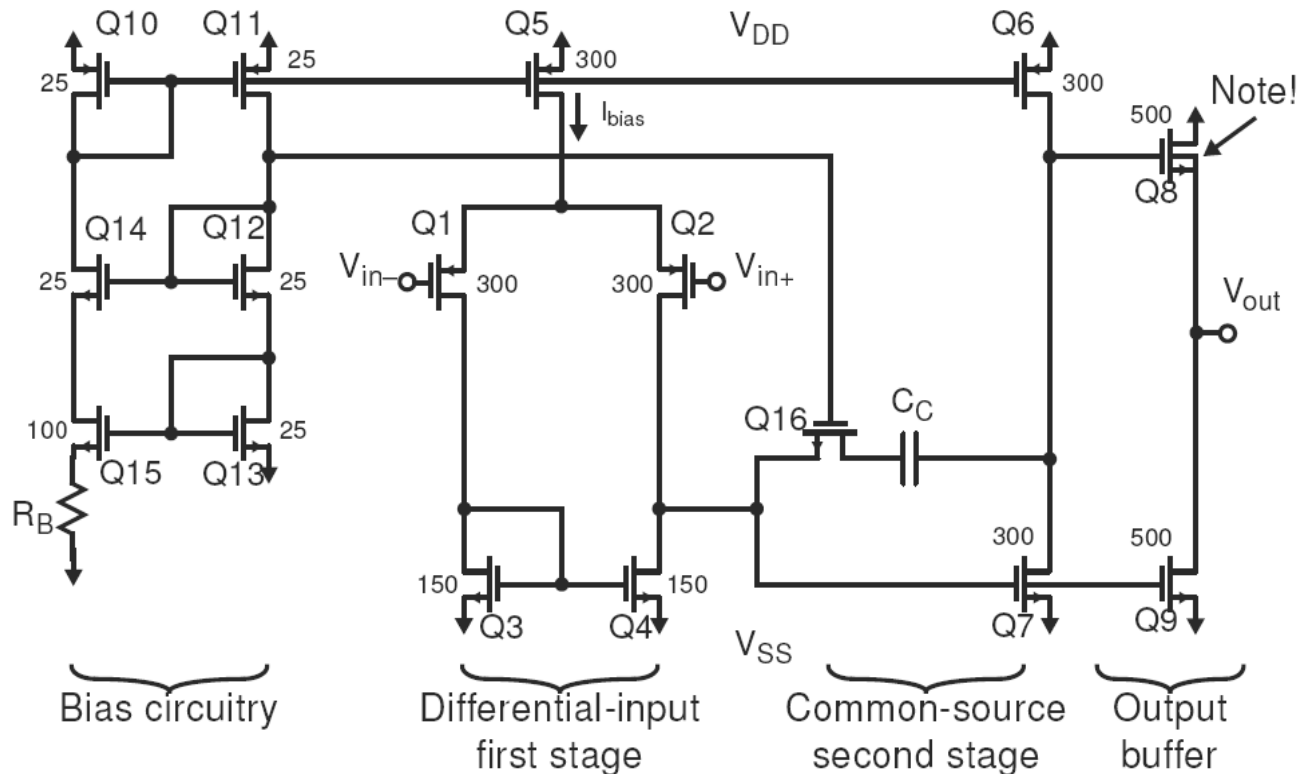 Q10
Q11
Q5
V_DD
Q6
25
25
300
300
I_bias
500
Note!
Q8
Q14
Q12
Q1
Q2
V_in–
V_in+
25
25
300
300
V_out
Q16
C_C
100
25
Q15
Q13
R_B
150
150
300
500
Q3
Q4
Q7
Q9
V_SS
Bias circuitry
Differential-input
first stage
Common-source
second stage
Output
buffer